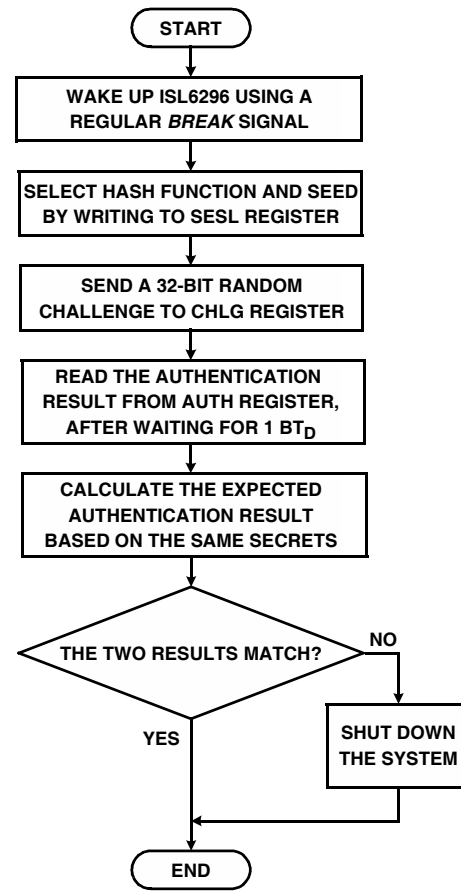 START
WAKE UP ISL6296 USING A
REGULAR BREAK SIGNAL
SELECT HASH FUNCTION AND SEED
BY WRITING TO SESL REGISTER
SEND A 32-BIT RANDOM
CHALLENGE TO CHLG REGISTER
READ THE AUTHENTICATION
RESULT FROM AUTH REGISTER,
AFTER WAITING FOR 1 BTD
CALCULATE THE EXPECTED
AUTHENTICATION RESULT
BASED ON THE SAME SECRETS
THE TWO RESULTS MATCH?
NO
YES
SHUT DOWN
THE SYSTEM
END